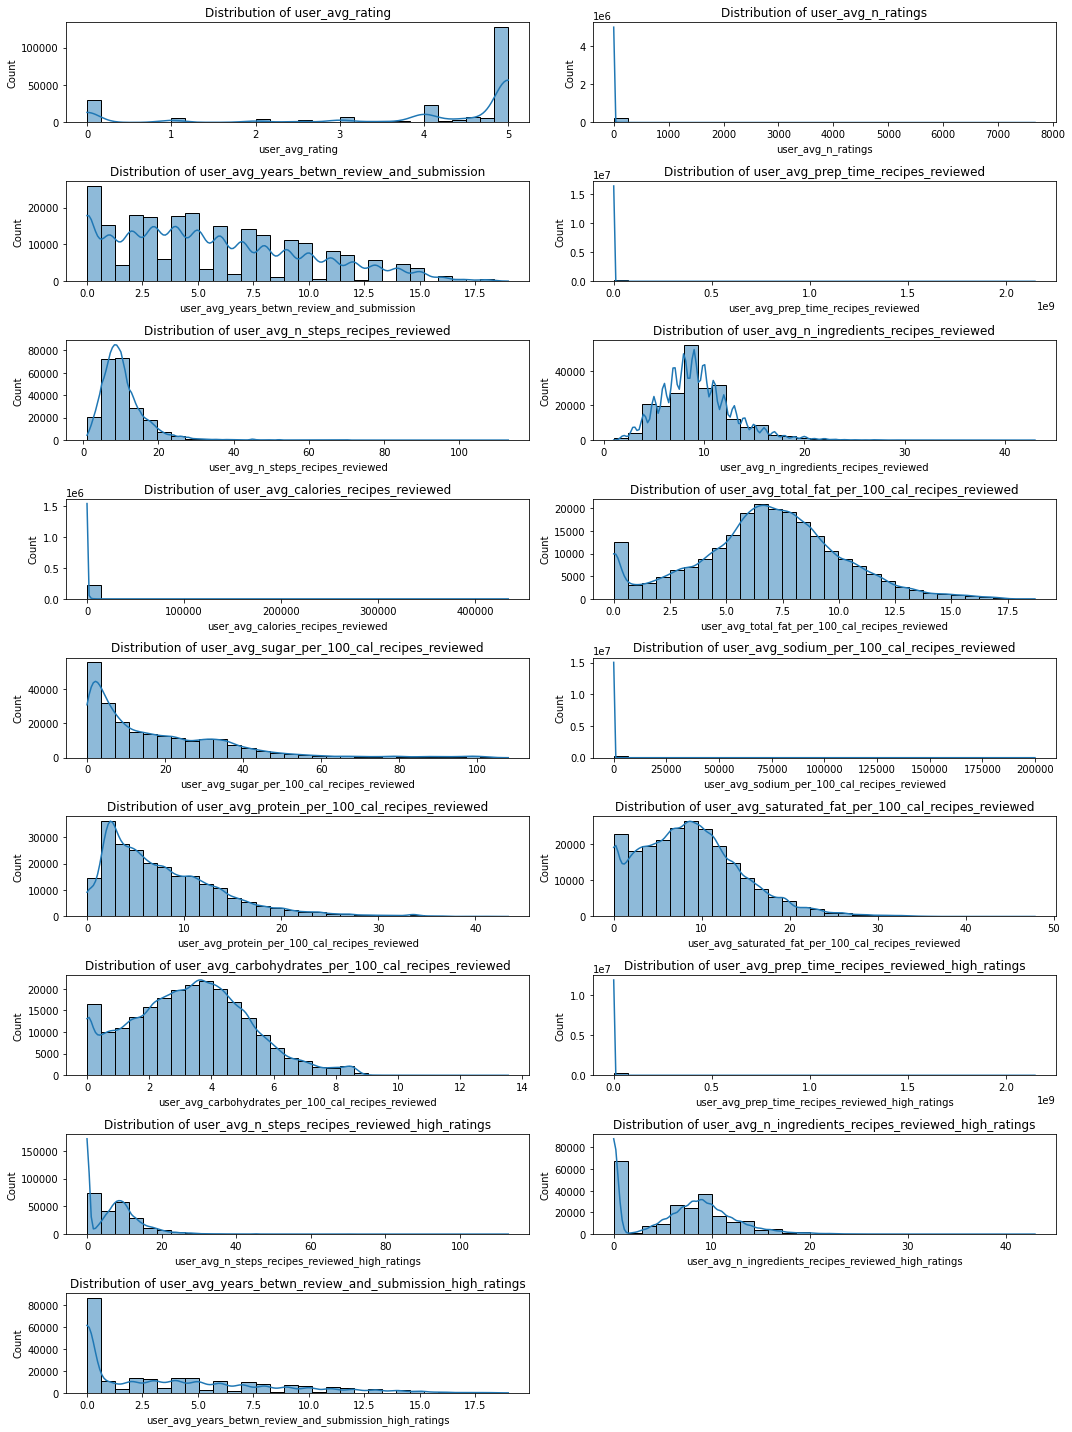 Distribution of user_avg_rating
Count
100000
50000
0
0 1 2 3 4 5
user_avg_rating
Distribution of user_avg_n_ratings
1e6
Count
4
2
0
0 1000 2000 3000 4000 5000 6000 7000 8000
user_avg_n_ratings
Distribution of user_avg_years_betwn_review_and_submission
Count
20000
10000
0
0.0 2.5 5.0 7.5 10.0 12.5 15.0 17.5
user_avg_years_betwn_review_and_submission
Distribution of user_avg_prep_time_recipes_reviewed
1e7
Count
1.5
1.0
0.5
0.0
0.0 0.5 1.0 1.5 2.0
1e9
user_avg_prep_time_recipes_reviewed
Distribution of user_avg_n_steps_recipes_reviewed
Count
80000
60000
40000
20000
0
0 20 40 60 80 100
user_avg_n_steps_recipes_reviewed
Distribution of user_avg_n_ingredients_recipes_reviewed
Count
40000
20000
0
0 10 20 30 40
user_avg_n_ingredients_recipes_reviewed
Distribution of user_avg_calories_recipes_reviewed
1e6
Count
1.5
1.0
0.5
0.0
0 100000 200000 300000 400000
user_avg_calories_recipes_reviewed
Distribution of user_avg_total_fat_per_100_cal_recipes_reviewed
Count
20000
15000
10000
5000
0
0.0 2.5 5.0 7.5 10.0 12.5 15.0 17.5
user_avg_total_fat_per_100_cal_recipes_reviewed
Distribution of user_avg_sugar_per_100_cal_recipes_reviewed
Count
40000
20000
0
0 20 40 60 80 100
user_avg_sugar_per_100_cal_recipes_reviewed
Distribution of user_avg_sodium_per_100_cal_recipes_reviewed
1e7
Count
1.5
1.0
0.5
0.0
0 25000 50000 75000 100000 125000 150000 175000 200000
user_avg_sodium_per_100_cal_recipes_reviewed
Distribution of user_avg_protein_per_100_cal_recipes_reviewed
Count
30000
20000
10000
0
0 10 20 30 40
user_avg_protein_per_100_cal_recipes_reviewed
Distribution of user_avg_saturated_fat_per_100_cal_recipes_reviewed
Count
20000
10000
0
0 10 20 30 40 50
user_avg_saturated_fat_per_100_cal_recipes_reviewed
Distribution of user_avg_carbohydrates_per_100_cal_recipes_reviewed
Count
20000
15000
10000
5000
0
0 2 4 6 8 10 12 14
user_avg_carbohydrates_per_100_cal_recipes_reviewed
Distribution of user_avg_prep_time_recipes_reviewed_high_ratings
1e7
Count
1.0
0.5
0.0
0.0 0.5 1.0 1.5 2.0
1e9
user_avg_prep_time_recipes_reviewed_high_ratings
Distribution of user_avg_n_steps_recipes_reviewed_high_ratings
Count
150000
100000
50000
0
0 20 40 60 80 100
user_avg_n_steps_recipes_reviewed_high_ratings
Distribution of user_avg_n_ingredients_recipes_reviewed_high_ratings
Count
80000
60000
40000
20000
0
0 10 20 30 40
user_avg_n_ingredients_recipes_reviewed_high_ratings
Distribution of user_avg_years_betwn_review_and_submission_high_ratings
Count
80000
60000
40000
20000
0
0.0 2.5 5.0 7.5 10.0 12.5 15.0 17.5
user_avg_years_betwn_review_and_submission_high_ratings